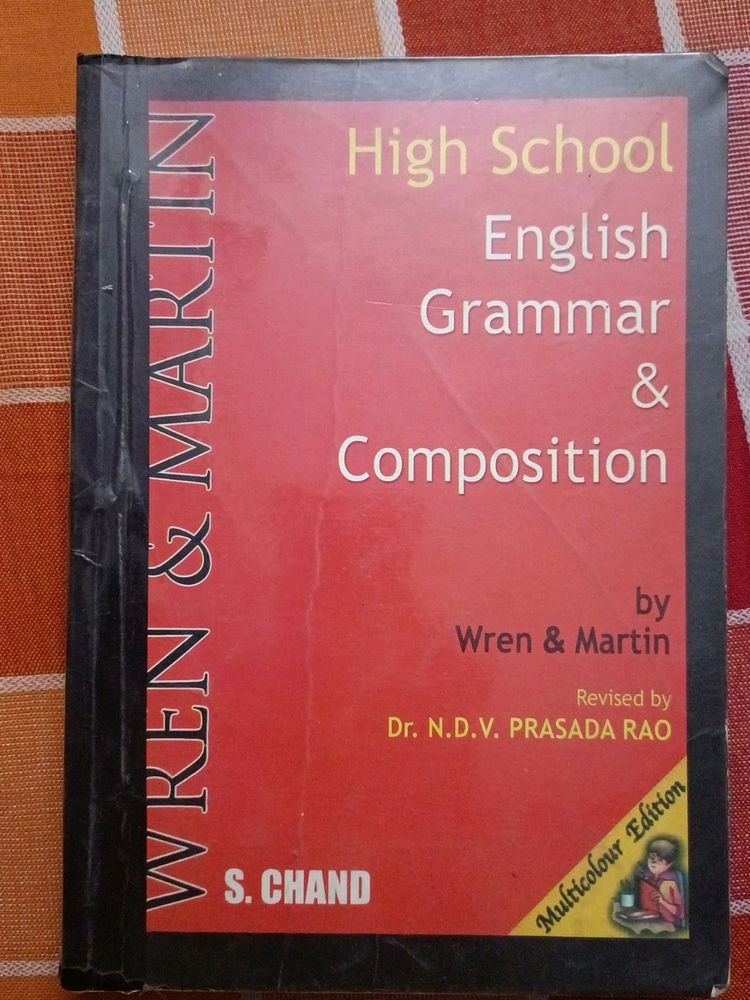 WREN & MARTIN
High School
English
Grammar
&
Composition
by
Wren & Martin
Revised by
Dr. N.D.V. PRASADA RAO
S. CHAND
Multicolour Edition